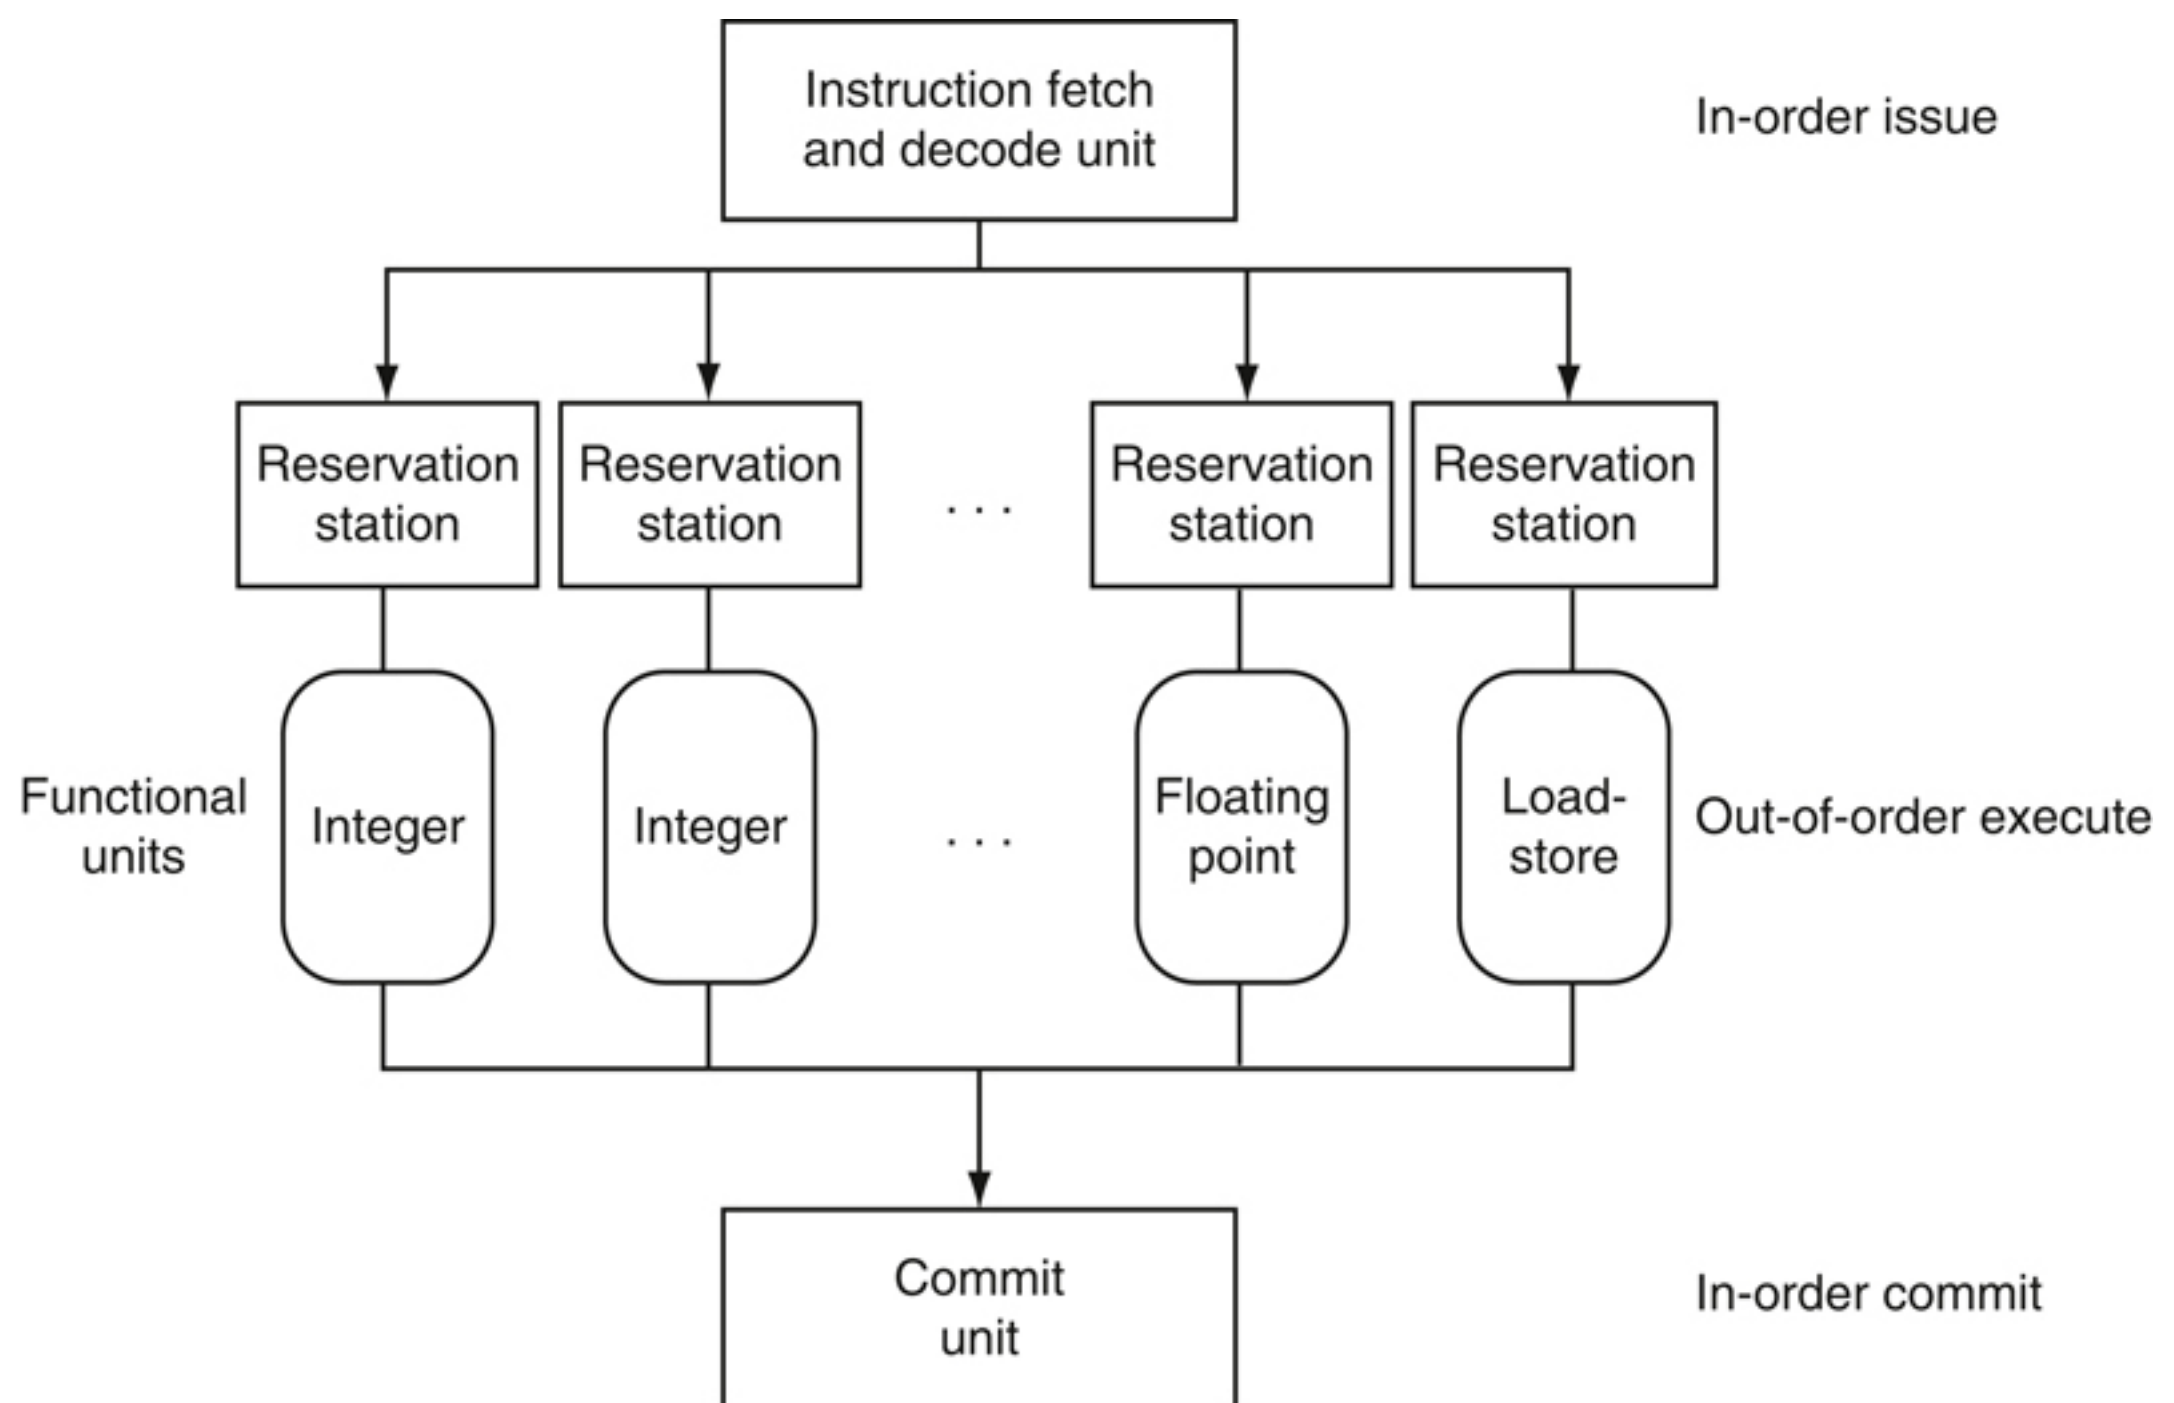 Instruction fetch
and decode unit
In-order issue
Reservation
station
Reservation
station
. . .
Reservation
station
Reservation
station
Functional
units
Integer
Integer
. . .
Floating
point
Load-
store
Out-of-order execute
Commit
unit
In-order commit